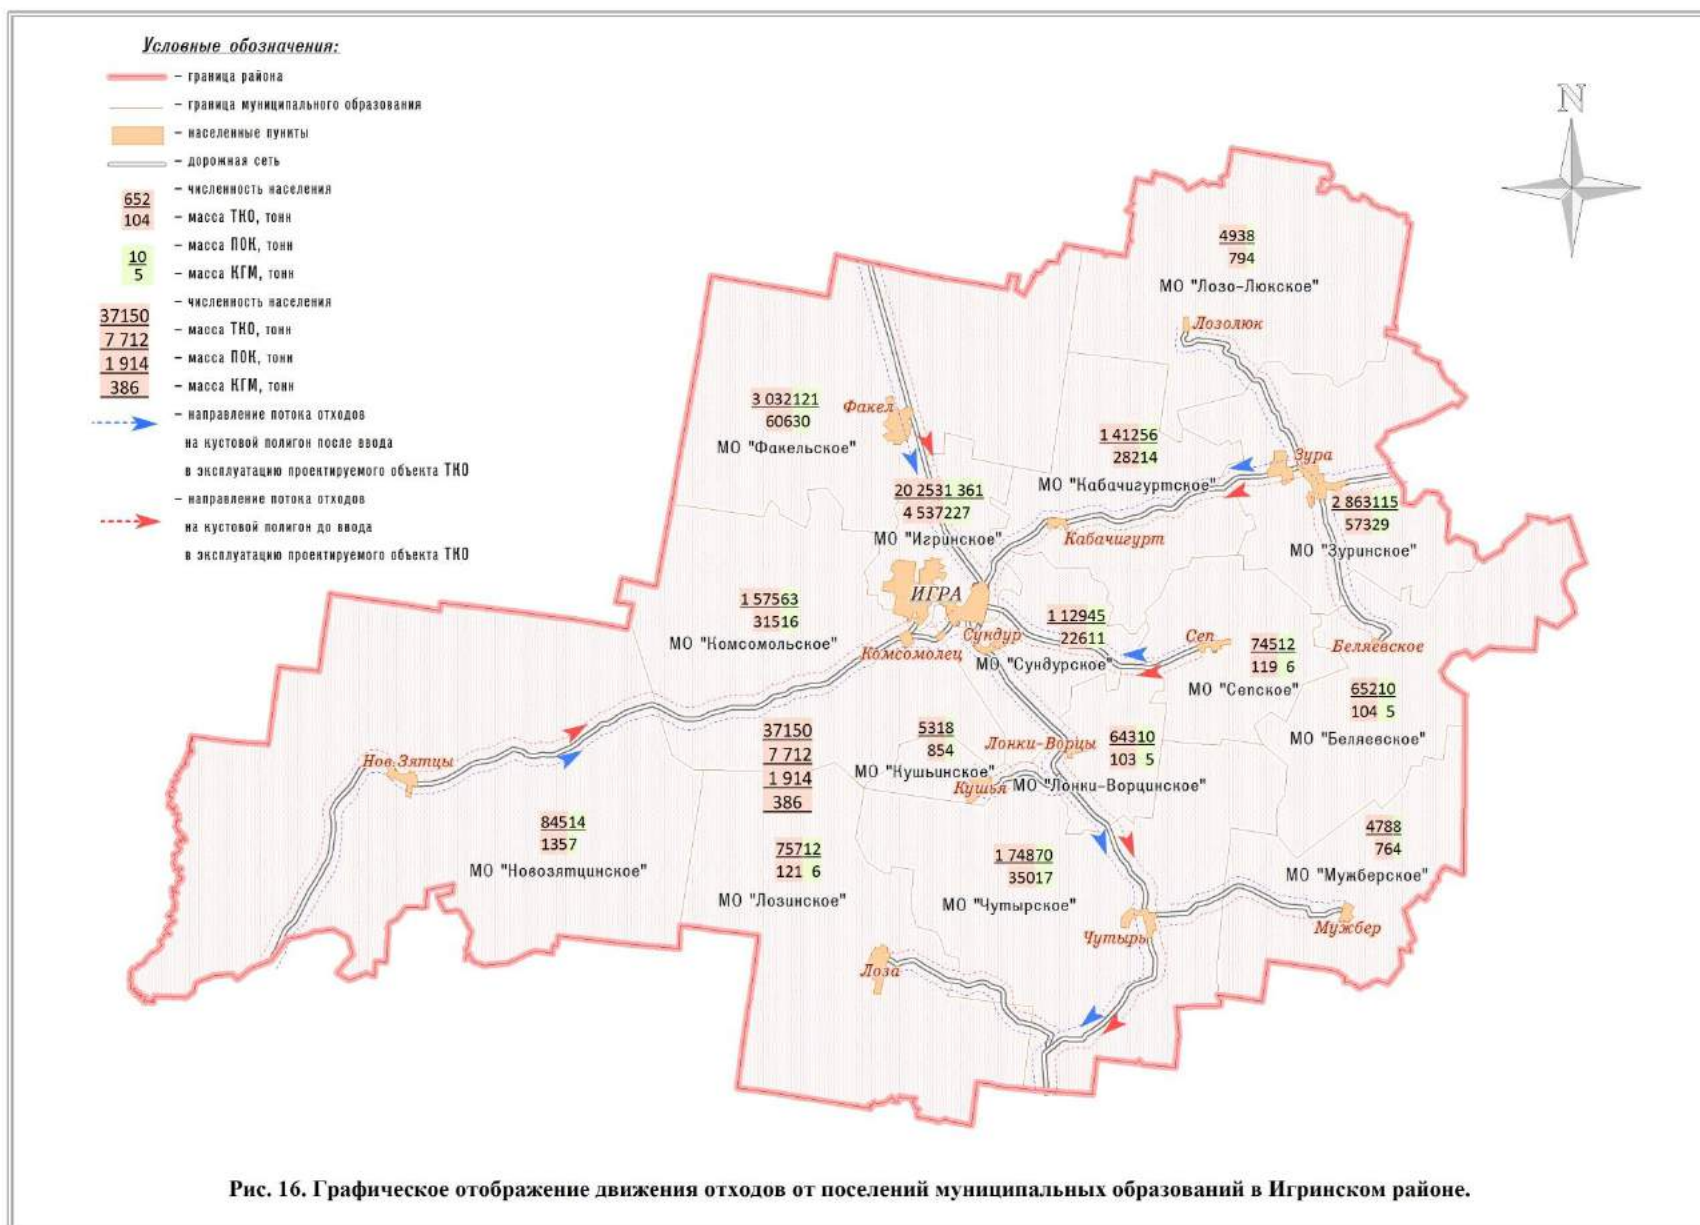 Условные обозначения:
– граница района
– граница муниципального образования
– населенные пункты
– дорожная сеть
652 – численность населения
104 – масса ТКО, тонн
10 – масса ПОК, тонн
5 – масса КГМ, тонн
37150 – численность населения
7 712 – масса ТКО, тонн
1 914 – масса ПОК, тонн
386 – масса КГМ, тонн
– направление потока отходов
на кустовой полигон после ввода
в эксплуатацию проектируемого объекта ТКО
– направление потока отходов
на кустовой полигон до ввода
в эксплуатацию проектируемого объекта ТКО
N
4938
794
МО "Лозо-Люкское"
Лозолюк
3 032121
60630
МО "Факельское"
Факел
1 41256
28214
МО "Кабачигуртское"
Зура
20 2531 361
4 537227
МО "Игринское"
Кабачигурт
2 863115
57329
МО "Зуринское"
ИГРА
1 57563
31516
МО "Комсомольское"
Комсомолец
Сундур
1 12945
22611
МО "Сундурское"
Сеп
74512
119 6
МО "Сепское"
Беляевское
65210
104 5
МО "Беляевское"
37150
7 712
1 914
386
5318
854
МО "Кушьинское"
Кушья
Лонки-Ворцы
64310
103 5
МО "Лонки-Ворцинское"
Нов.Зятцы
84514
1357
МО "Новозятцинское"
75712
121 6
МО "Лозинское"
1 74870
35017
МО "Чутырское"
4788
764
МО "Мужберское"
Чутырь
Мужбер
Лоза
Рис. 16. Графическое отображение движения отходов от поселений муниципальных образований в Игринском районе.